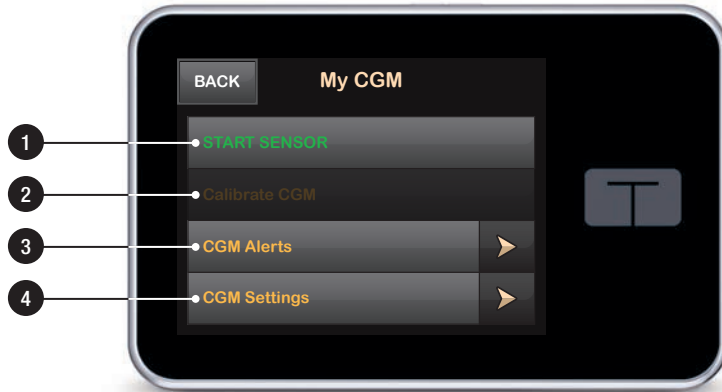 BACK
My CGM
1
START SENSOR
2
Calibrate CGM
3
CGM Alerts
4
CGM Settings
T